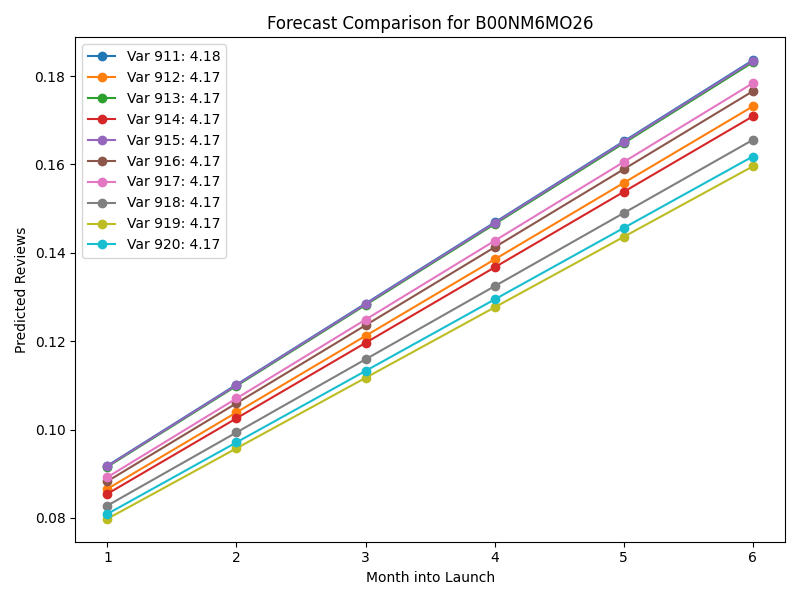 Forecast Comparison for B00NM6MO26
Var 911: 4.18
Var 912: 4.17
Var 913: 4.17
Var 914: 4.17
Var 915: 4.17
Var 916: 4.17
Var 917: 4.17
Var 918: 4.17
Var 919: 4.17
Var 920: 4.17
Predicted Reviews
0.18
0.16
0.14
0.12
0.10
0.08
1 2 3 4 5 6
Month into Launch